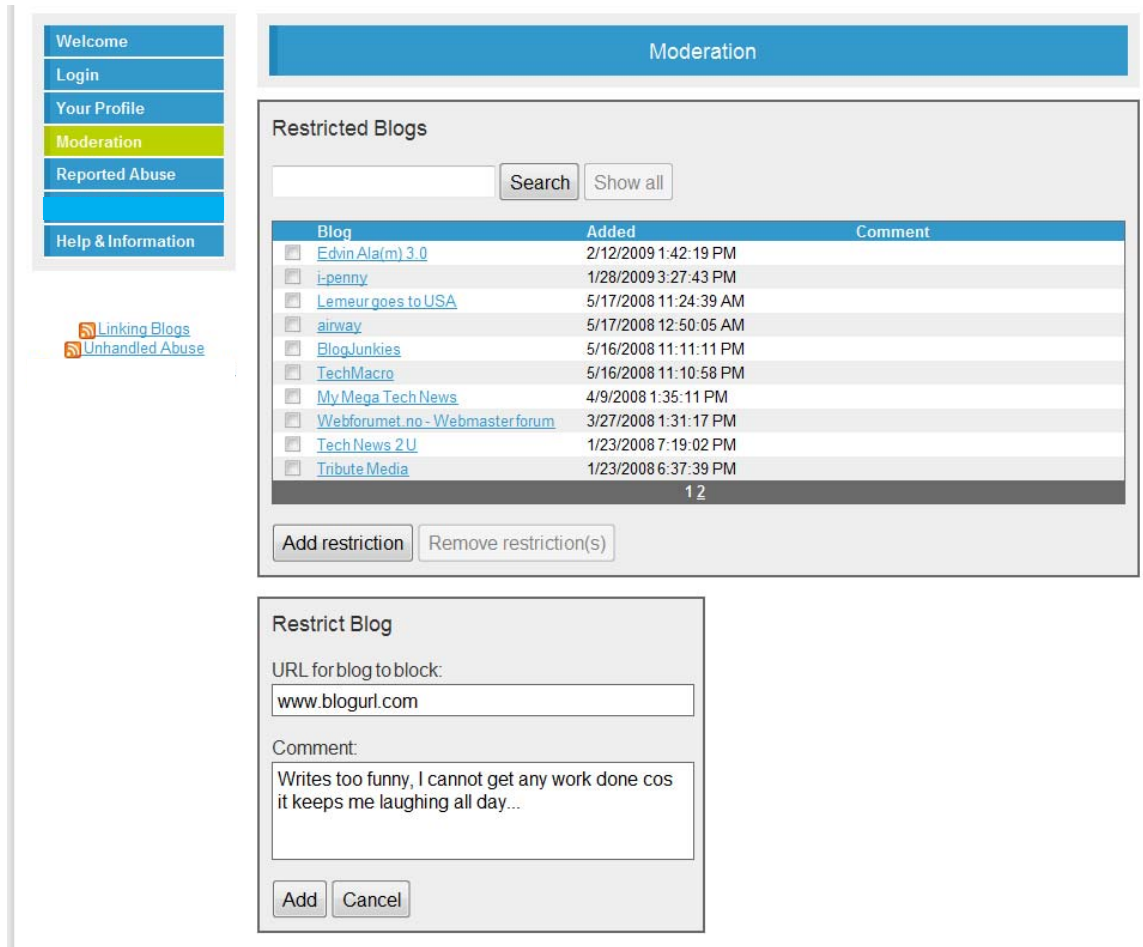 Welcome
Login
Your Profile
Moderation
Reported Abuse
Help & Information
Linking Blogs
Unhandled Abuse
Moderation
Restricted Blogs
Search Show all
Blog Added Comment
Edvin Ala(m) 3.0 2/12/2009 1:42:19 PM
i-penny 1/28/2009 3:27:43 PM
Lemeur goes to USA 5/17/2008 11:24:39 AM
airway 5/17/2008 12:50:05 AM
BlogJunkies 5/16/2008 11:11:11 PM
TechMacro 5/16/2008 11:10:58 PM
My Mega Tech News 4/9/2008 1:35:11 PM
Webforumet.no - Webmasterforum 3/27/2008 1:31:17 PM
Tech News 2 U 1/23/2008 7:19:02 PM
Tribute Media 1/23/2008 6:37:39 PM
1 2
Add restriction Remove restriction(s)
Restrict Blog
URL for blog to block:
www.blogurl.com
Comment:
Writes too funny, I cannot get any work done cos
it keeps me laughing all day...
Add Cancel